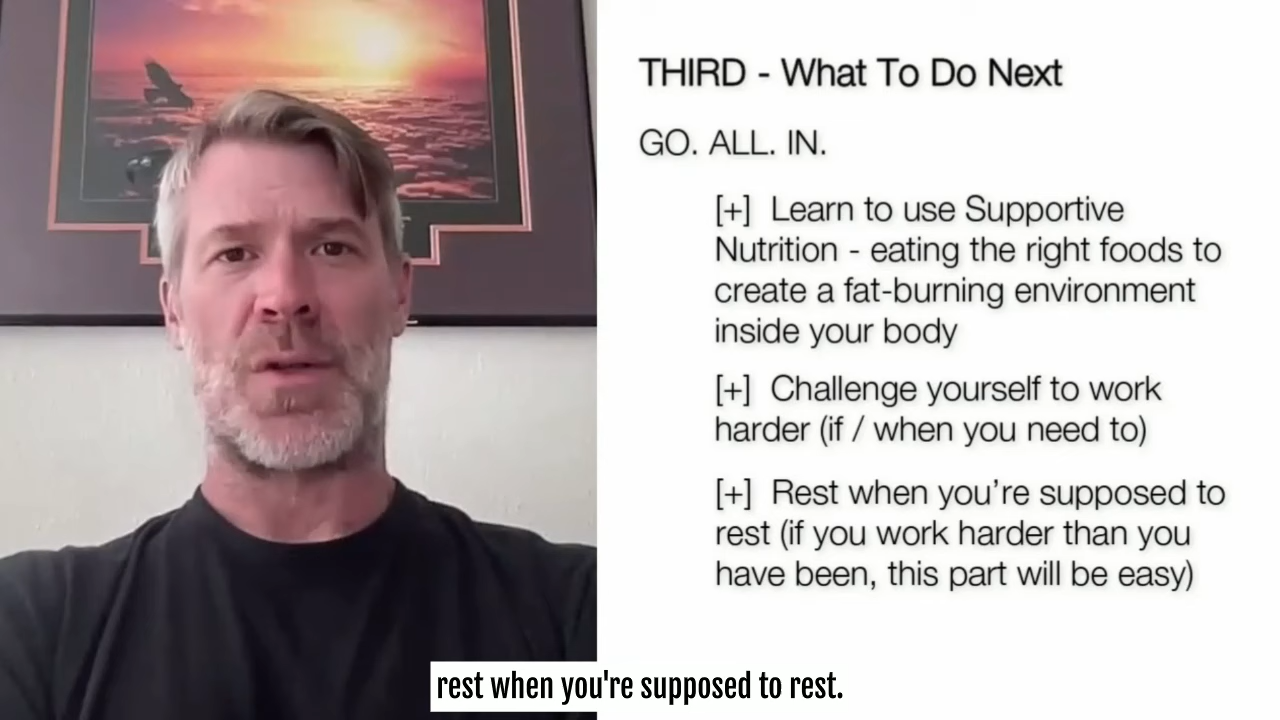 THIRD - What To Do Next
GO. ALL. IN.
[+] Learn to use Supportive
Nutrition - eating the right foods to
create a fat-burning environment
inside your body
[+] Challenge yourself to work
harder (if / when you need to)
[+] Rest when you’re supposed to
rest (if you work harder than you
have been, this part will be easy)
rest when you're supposed to rest.